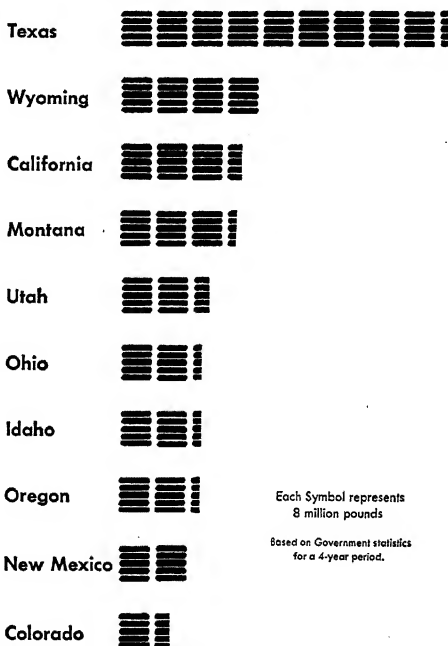 Texas
Wyoming
California
Montana
Utah
Ohio
Idaho
Oregon
Each Symbol represents
8 million pounds
Based on Government statistics
for a 4-year period.
New Mexico
Colorado